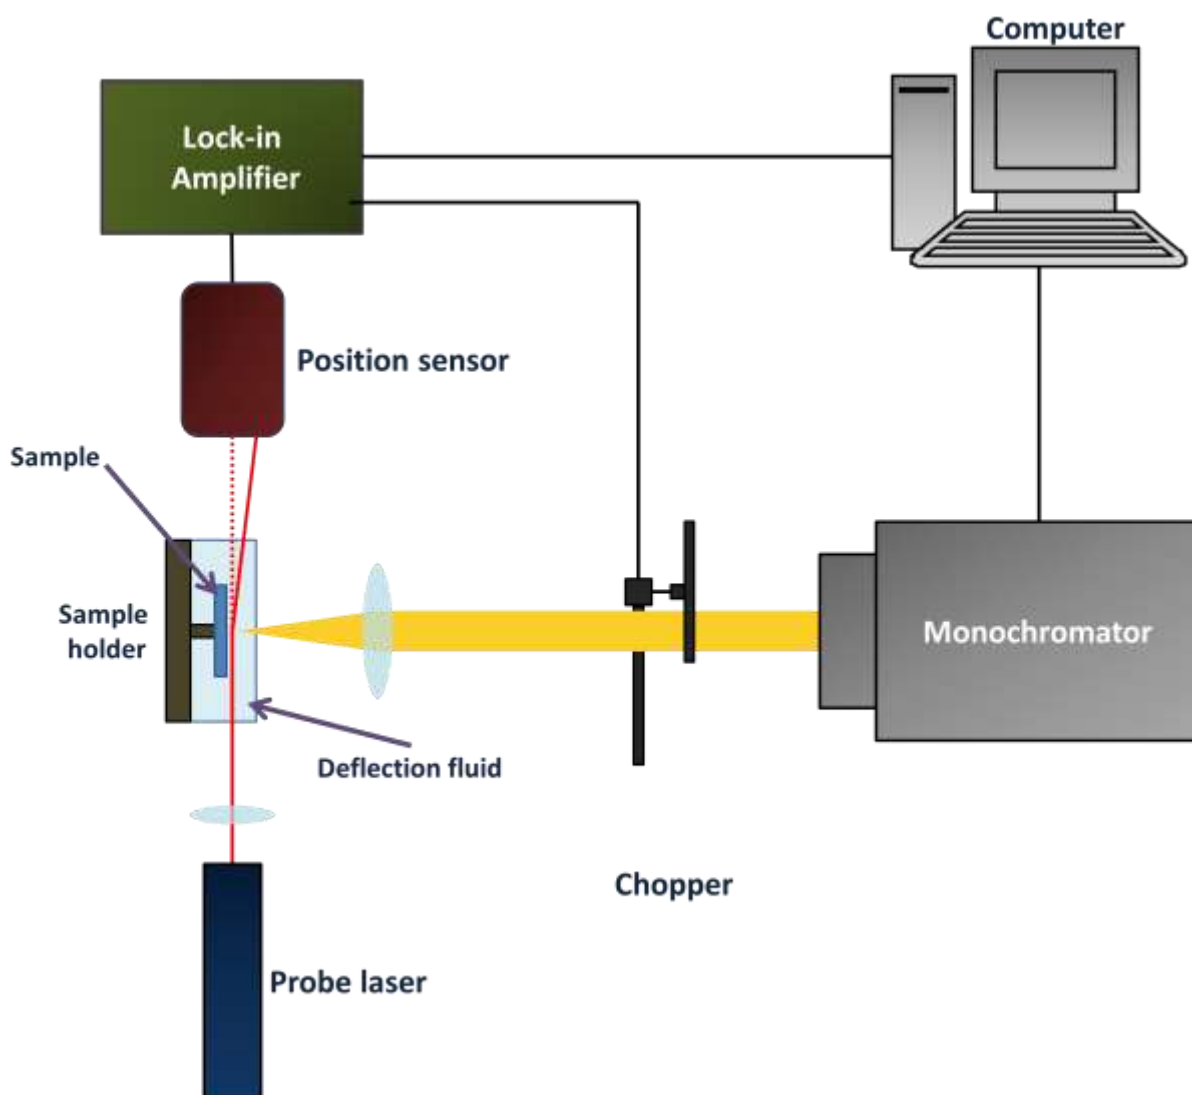 Computer
Lock-in
Amplifier
Position sensor
Sample
Sample
holder
Monochromator
Deflection fluid
Chopper
Probe laser